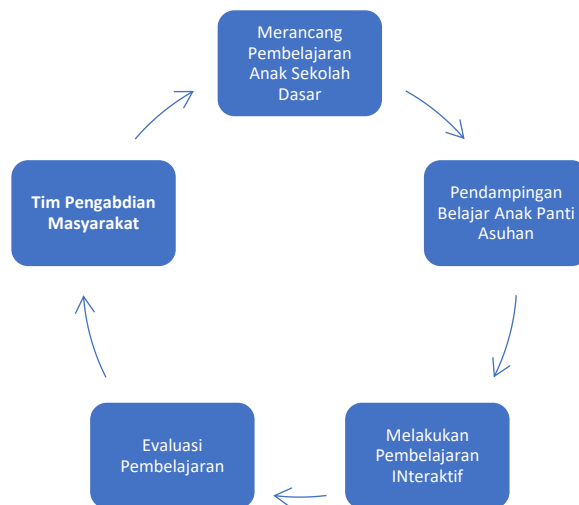 Merancang
Pembelajaran
Anak Sekolah
Dasar
Pendampingan
Belajar Anak Panti
Asuhan
Melakukan
Pembelajaran
INteraktif
Evaluasi
Pembelajaran
Tim Pengabdian
Masyarakat